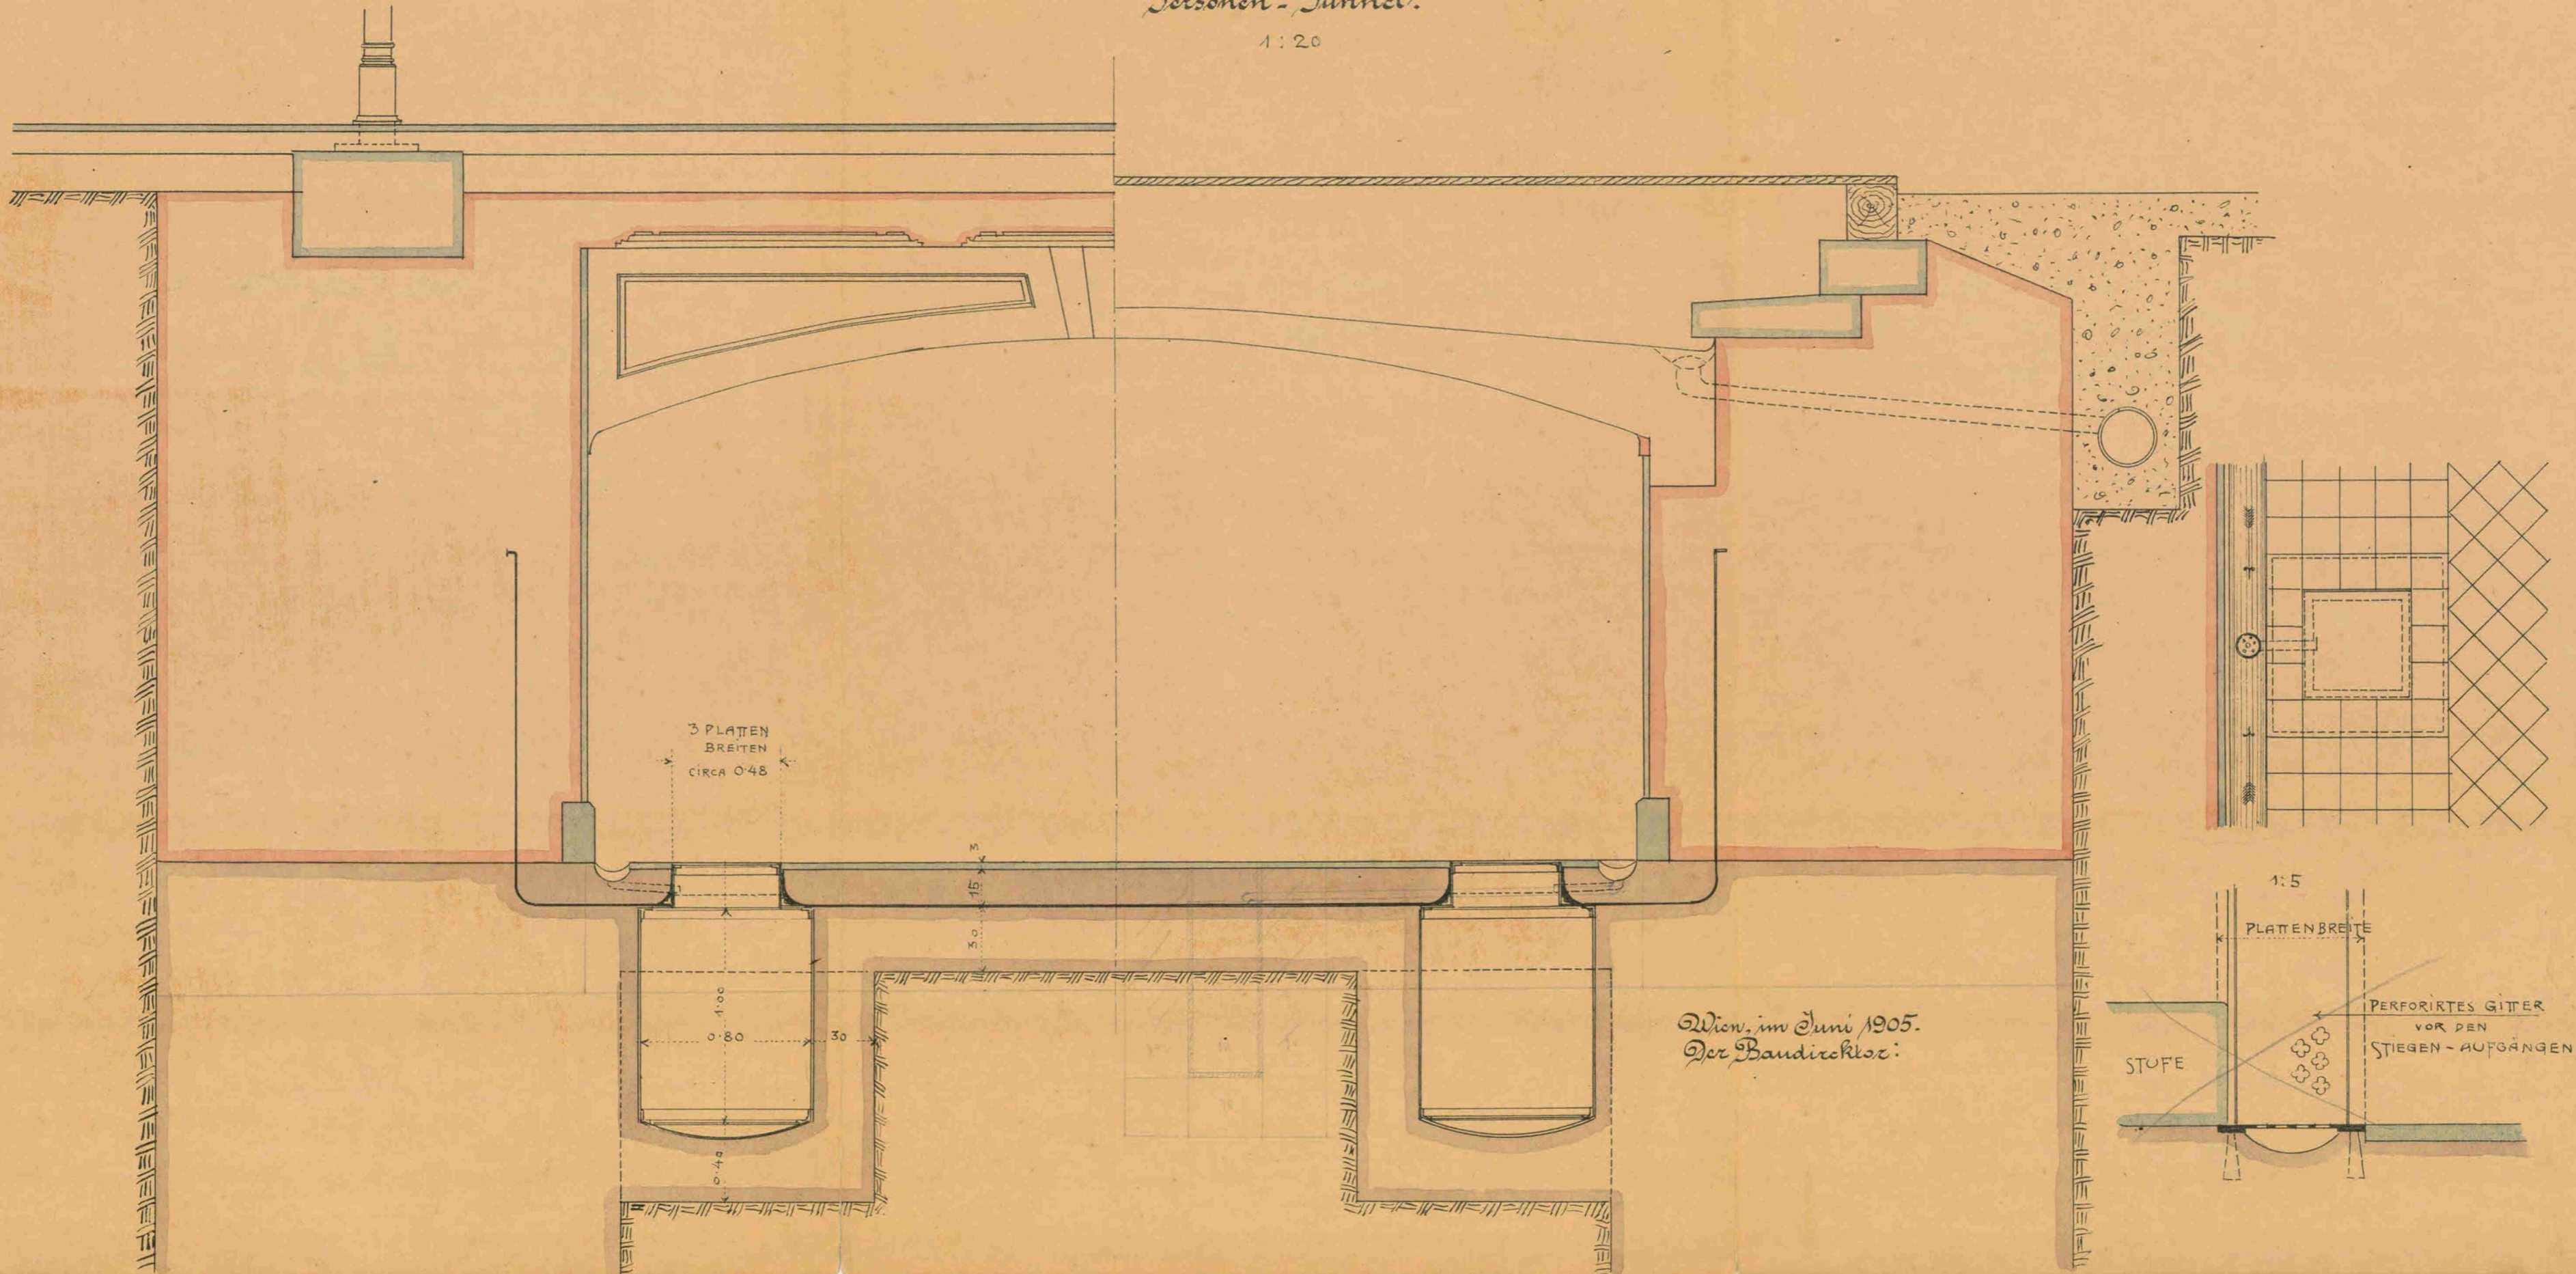 Personen - Tunnel.
1:20
3 PLATTEN
BREITEN
CIRCA 0·48
3
15
30
1·00
0·80
30
0·40
Wien, im Juni 1905.
Der Baudirektor:
1:5
PLATTENBREITE
PERFORIRTES GITTER
VOR DEN
STIEGEN - AUFGÄNGEN
STUFE